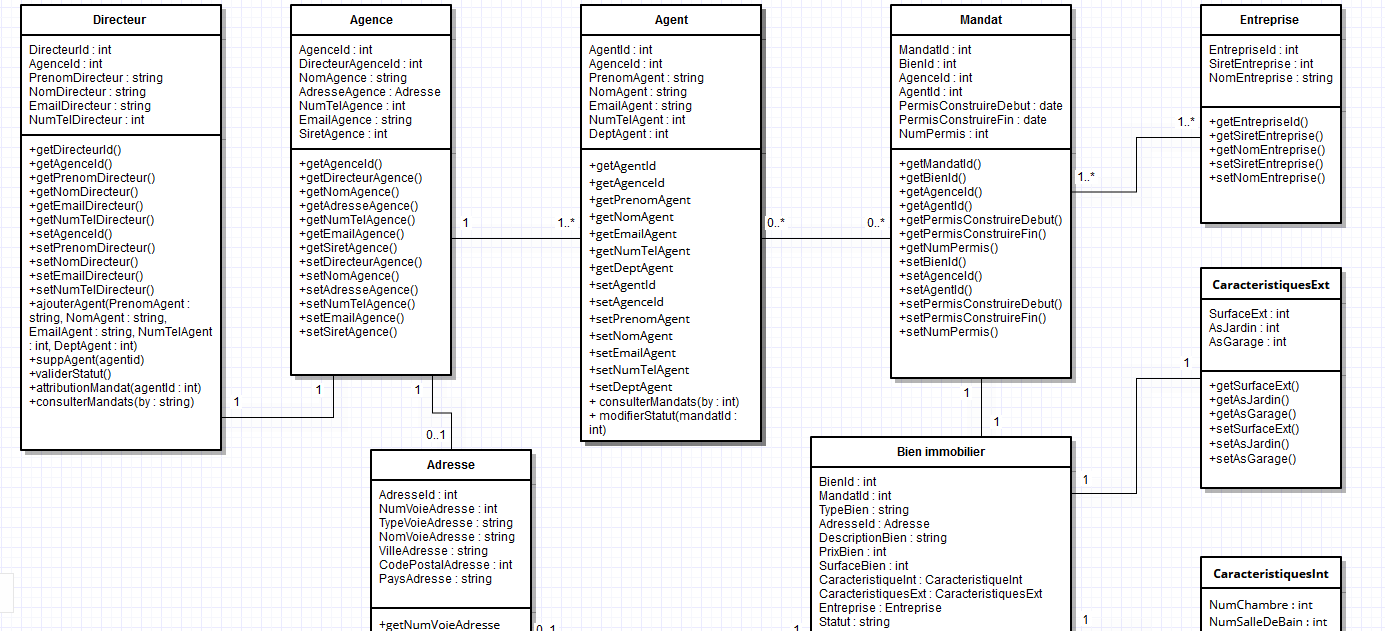 Directeur
DirecteurId : int
AgenceId : int
PrenomDirecteur : string
NomDirecteur : string
EmailDirecteur : string
NumTelDirecteur : int
+getDirecteurId()
+getAgenceId()
+getPrenomDirecteur()
+getNomDirecteur()
+getEmailDirecteur()
+getNumTelDirecteur()
+setAgenceId()
+setPrenomDirecteur()
+setNomDirecteur()
+setEmailDirecteur()
+setNumTelDirecteur()
+ajouterAgent(PrenomAgent :
string, NomAgent : string,
EmailAgent : string, NumTelAgent
: int, DeptAgent : int)
+suppAgent(agentid)
+validerStatut()
+attributionMandat(agentId : int)
+consulterMandats(by : string)
1
1
Agence
AgenceId : int
DirecteurAgenceId : int
NomAgence : string
AdresseAgence : Adresse
NumTelAgence : int
EmailAgence : string
SiretAgence : int
+getAgenceId()
+getDirecteurAgence()
+getNomAgence()
+getAdresseAgence()
+getNumTelAgence()
+getEmailAgence()
+getSiretAgence()
+setDirecteurAgence()
+setNomAgence()
+setAdresseAgence()
+setNumTelAgence()
+setEmailAgence()
+setSiretAgence()
1
1..*
1
0..1
Agent
AgentId : int
AgenceId : int
PrenomAgent : string
NomAgent : string
EmailAgent : string
NumTelAgent : int
DeptAgent : int
+getAgentId
+getAgenceId
+getPrenomAgent
+getNomAgent
+getEmailAgent
+getNumTelAgent
+getDeptAgent
+setAgentId
+setAgenceId
+setPrenomAgent
+setNomAgent
+setEmailAgent
+setNumTelAgent
+setDeptAgent
+ consulterMandats(by : int)
+ modifierStatut(mandatId :
int)
0..*
0..*
Mandat
MandatId : int
BienId : int
AgenceId : int
AgentId : int
PermisConstruireDebut : date
PermisConstruireFin : date
NumPermis : int
+getMandatId()
+getBienId()
+getAgenceId()
+getAgentId()
+getPermisConstruireDebut()
+getPermisConstruireFin()
+getNumPermis()
+setBienId()
+setAgenceId()
+setAgentId()
+setPermisConstruireDebut()
+setPermisConstruireFin()
+setNumPermis()
1..*
1..*
1
1
Entreprise
EntrepriseId : int
SiretEntreprise : int
NomEntreprise : string
+getEntrepriseId()
+getSiretEntreprise()
+getNomEntreprise()
+setSiretEntreprise()
+setNomEntreprise()
CaracteristiquesExt
SurfaceExt : int
AsJardin : int
AsGarage : int
+getSurfaceExt()
+getAsJardin()
+getAsGarage()
+setSurfaceExt()
+setAsJardin()
+setAsGarage()
1
1
Adresse
AdresseId : int
NumVoieAdresse : int
TypeVoieAdresse : string
NomVoieAdresse : string
VilleAdresse : string
CodePostalAdresse : int
PaysAdresse : string
+getNumVoieAdresse
0..1
1
Bien immobilier
BienId : int
MandatId : int
TypeBien : string
AdresseId : Adresse
DescriptionBien : string
PrixBien : int
SurfaceBien : int
CaracteristiqueInt : CaracteristiqueInt
CaracteristiquesExt : CaracteristiquesExt
Entreprise : Entreprise
Statut : string
1
CaracteristiquesInt
NumChambre : int
NumSalleDeBain : int